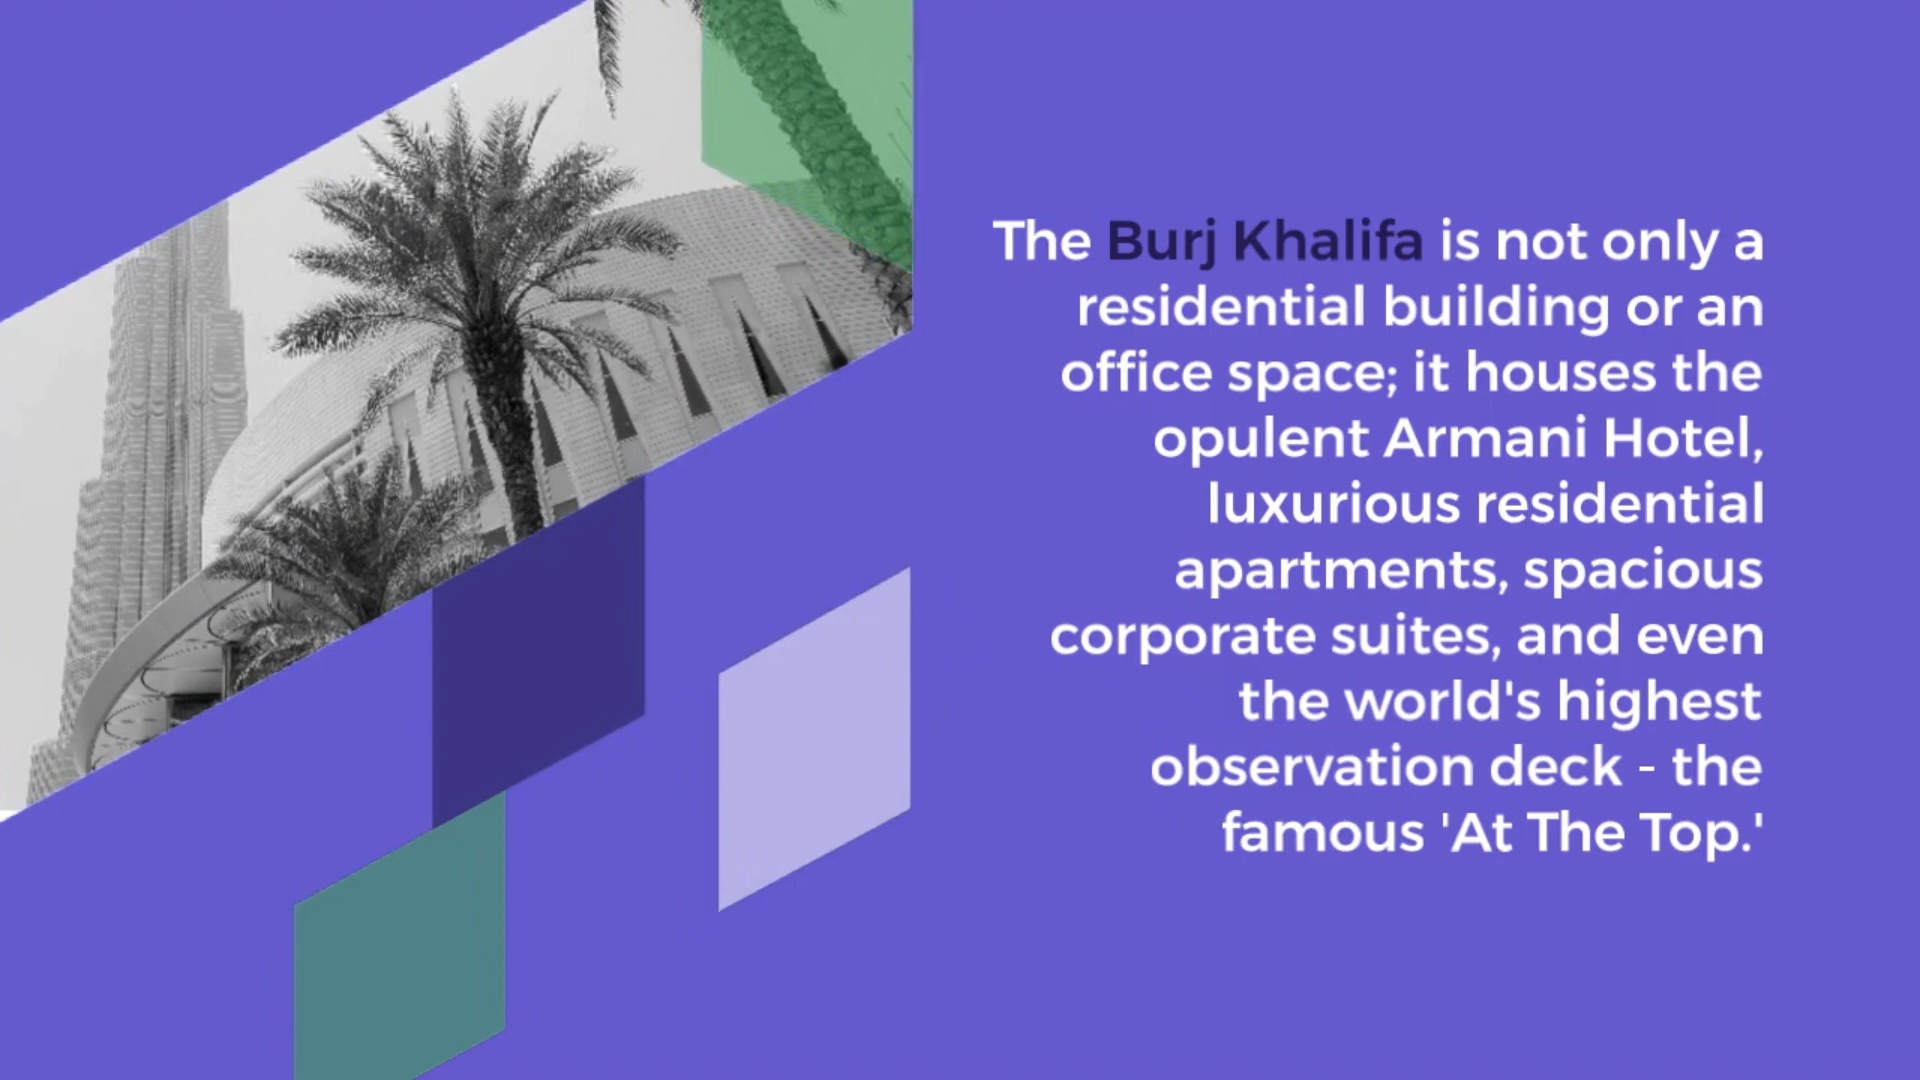 The Burj Khalifa is not only a
residential building or an
office space; it houses the
opulent Armani Hotel,
luxurious residential
apartments, spacious
corporate suites, and even
the world's highest
observation deck - the
famous 'At The Top.'